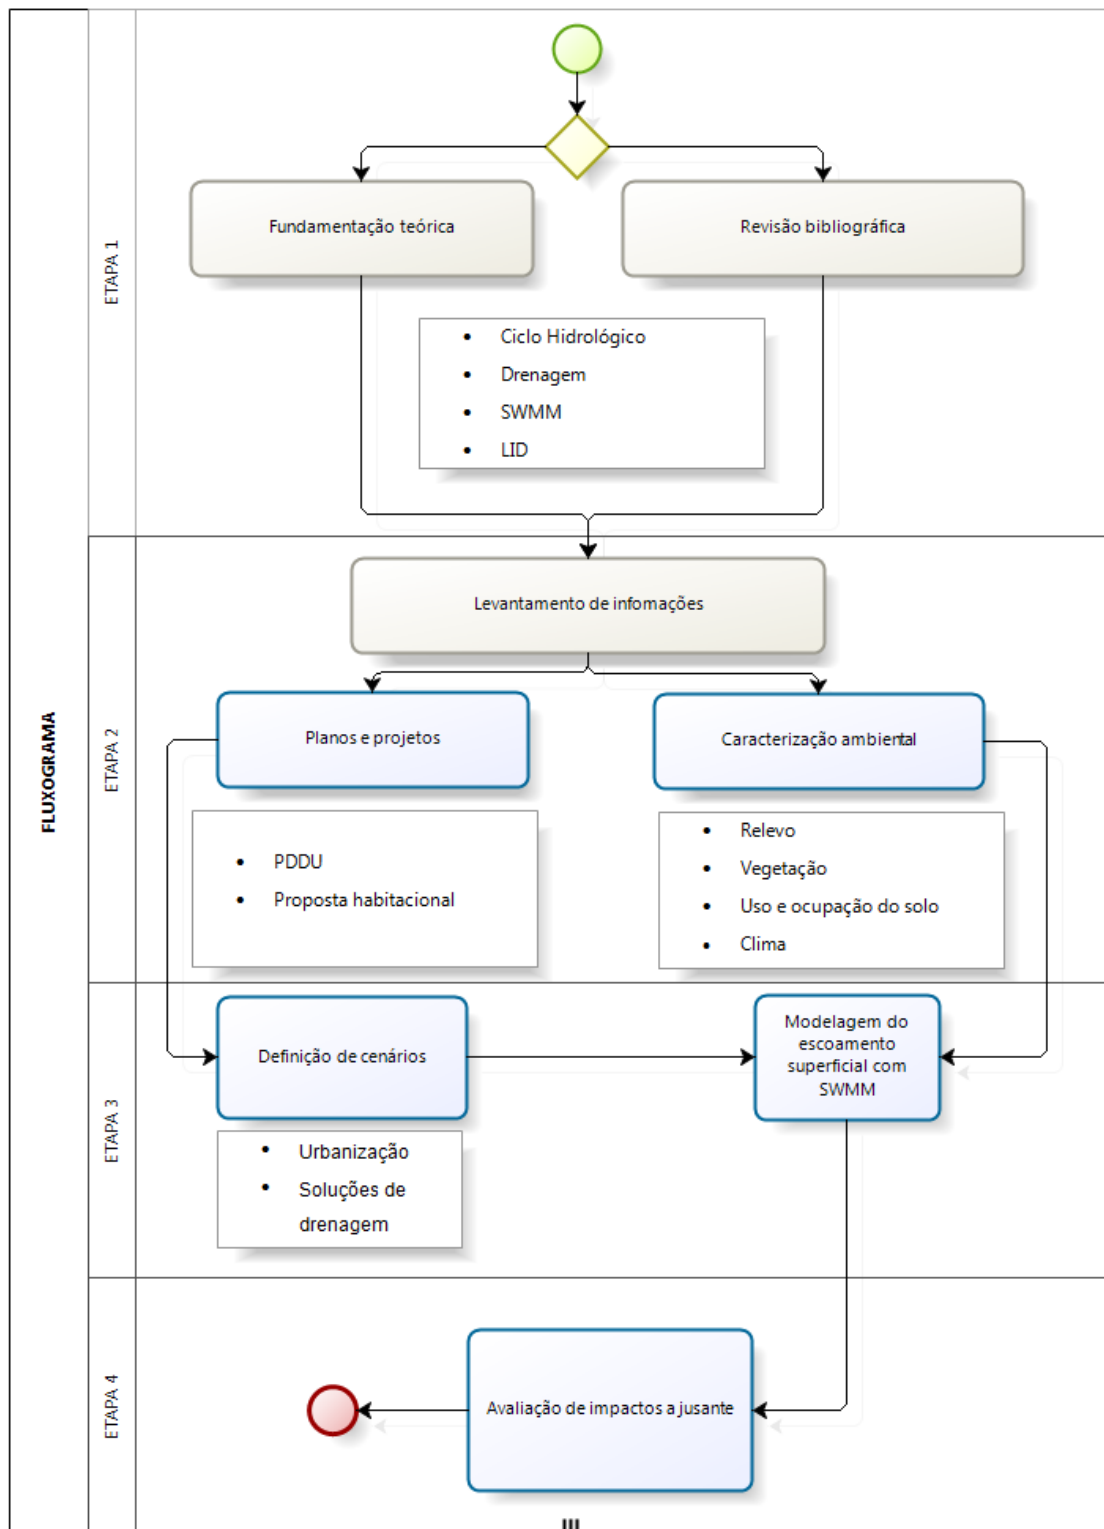 FLUXOGRAMA
ETAPA 1
Fundamentação teórica
Revisão bibliográfica
• Ciclo Hidrológico
• Drenagem
• SWMM
• LID
ETAPA 2
Levantamento de infomações
Planos e projetos
Caracterização ambiental
• PDDU
• Proposta habitacional
• Relevo
• Vegetação
• Uso e ocupação do solo
• Clima
ETAPA 3
Definição de cenários
Modelagem do
escoamento
superficial com
SWMM
• Urbanização
• Soluções de
drenagem
ETAPA 4
Avaliação de impactos a jusante